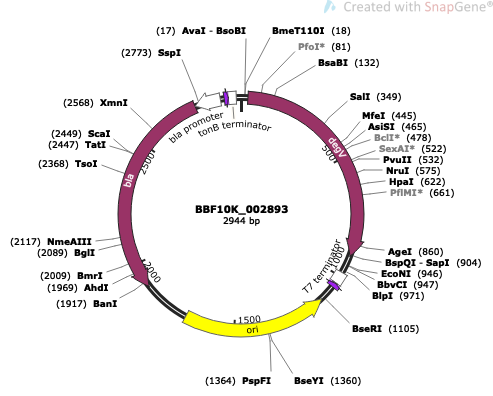 Created with SnapGene®
(17) AvaI - BsoBI
BmeT110I (18)
PfoI* (81)
BsaBI (132)
(2773) SspI
SalI (349)
MfeI (445)
AsiSI (465)
BclI* (478)
SexAI* (522)
PvuII (532)
NruI (575)
HpaI (622)
PflMI* (661)
AgeI (860)
BspQI - SapI (904)
EcoNI (946)
BbvCI (947)
BlpI (971)
BseRI (1105)
BseYI (1360)
(1364) PspFI
(1917) BanI
(1969) AhdI
(2009) BmrI
(2089) BglI
(2117) NmeAIII
(2368) TsoI
(2447) TatI
(2449) ScaI
(2568) XmnI
bla promoter
tonB terminator
degV
bla
T7 terminator
ori
500
1000
1500
2000
2500
BBF10K_002893
2944 bp